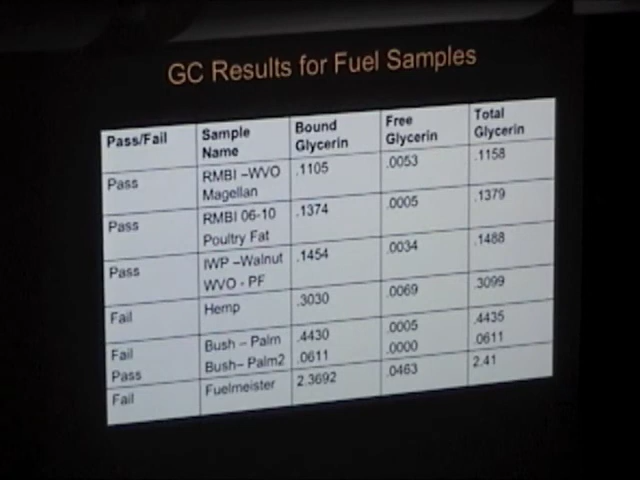 GC Results for Fuel Samples
Pass/Fail Sample Name Bound Glycerin Free Glycerin Total Glycerin
Pass RMBI –WVO Magellan .1105 .0053 .1158
Pass RMBI 06-10 Poultry Fat .1374 .0005 .1379
Pass IWP –Walnut WVO - PF .1454 .0034 .1488
Fail Hemp .3030 .0069 .3099
Fail Bush – Palm .4430 .0005 .4435
Pass Bush– Palm2 .0611 .0000 .0611
Fail Fuelmeister 2.3692 .0463 2.41